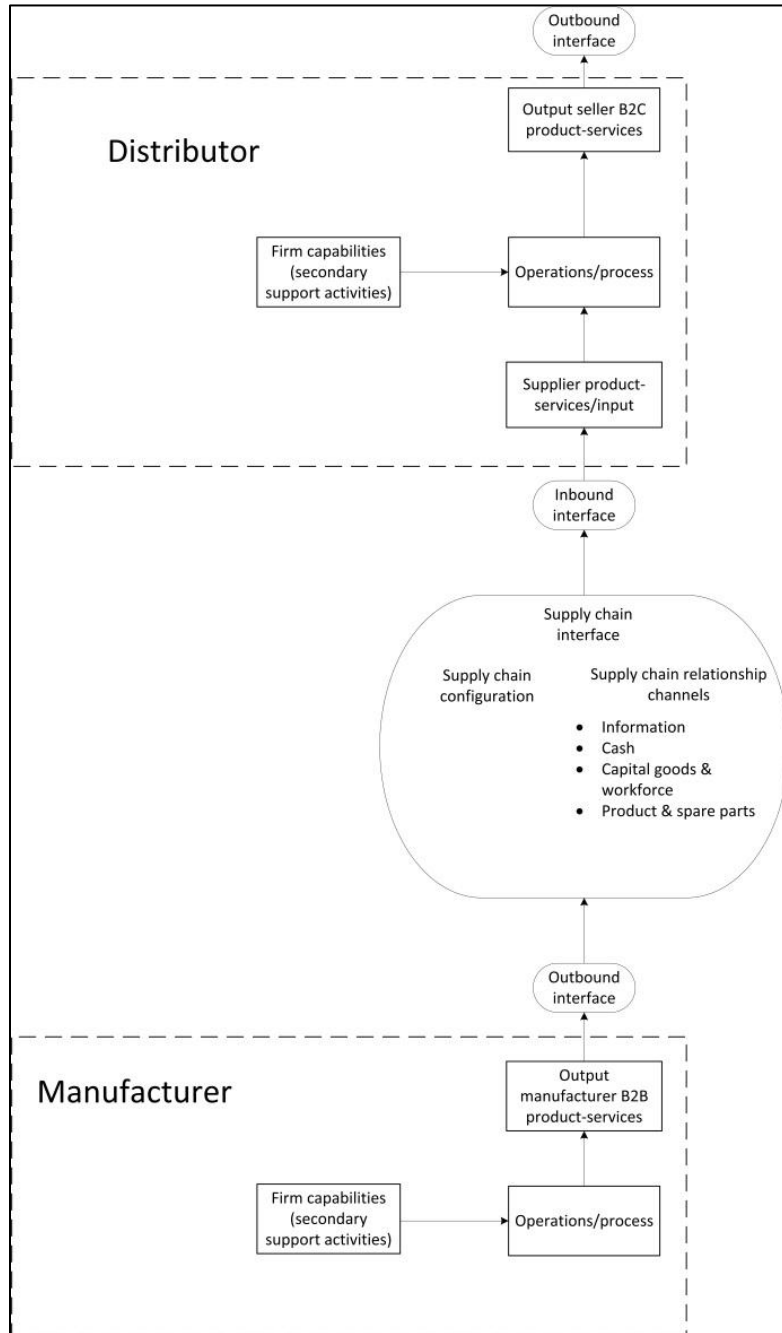 Outbound
interface
Output seller B2C
product-services
Distributor
Firm capabilities
(secondary
support activities)
Operations/process
Supplier product-
services/input
Inbound
interface
Supply chain
interface
Supply chain
configuration
Supply chain relationship
channels
• Information
• Cash
• Capital goods &
workforce
• Product & spare parts
Outbound
interface
Manufacturer
Output
manufacturer B2B
product-services
Firm capabilities
(secondary
support activities)
Operations/process